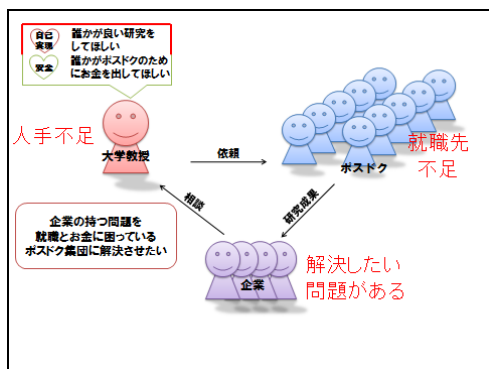 自己
実現
誰かが良い研究を
してほしい
安全
誰かがポスドクのため
にお金を出してほしい
人手不足
大学教授
依頼
ポスドク
就職先
不足
相談
研究成果
企業の持つ問題を
就職とお金に困っている
ポスドク集団に解決させたい
企業
解決したい
問題がある